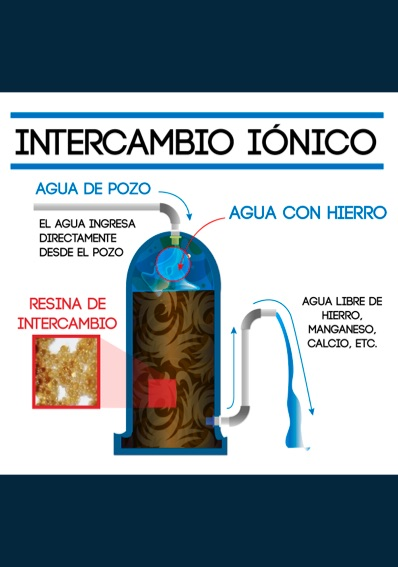 INTERCAMBIO IÓNICO
AGUA DE POZO
EL AGUA INGRESA
DIRECTAMENTE
DESDE EL POZO
AGUA CON HIERRO
RESINA DE
INTERCAMBIO
AGUA LIBRE DE
HIERRO,
MANGANESO,
CALCIO, ETC.